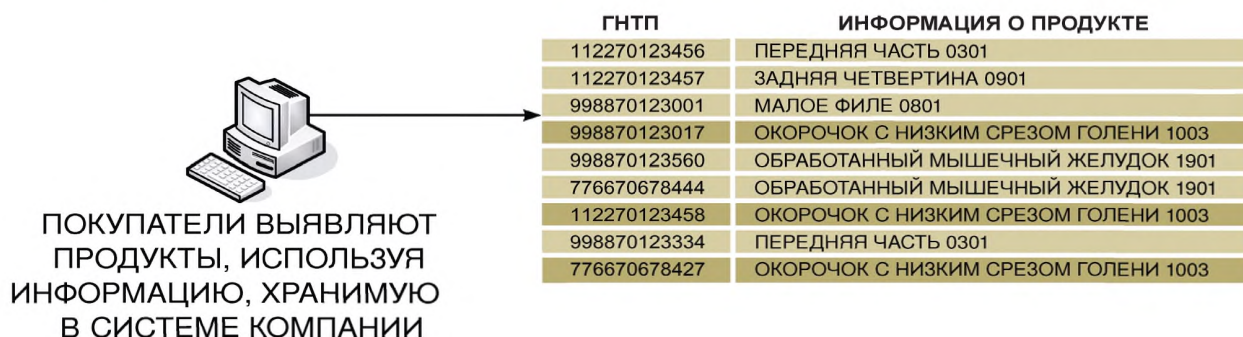 ГНТП ИНФОРМАЦИЯ О ПРОДУКТЕ
112270123456 ПЕРЕДНЯЯ ЧАСТЬ 0301
112270123457 ЗАДНЯЯ ЧЕТВЕРТИНА 0901
998870123001 МАЛОЕ ФИЛЕ 0801
998870123017 ОКОРОЧОК С НИЗКИМ СРЕЗОМ ГОЛЕНИ 1003
998870123560 ОБРАБОТАННЫЙ МЫШЕЧНЫЙ ЖЕЛУДОК 1901
776670678444 ОБРАБОТАННЫЙ МЫШЕЧНЫЙ ЖЕЛУДОК 1901
112270123458 ОКОРОЧОК С НИЗКИМ СРЕЗОМ ГОЛЕНИ 1003
998870123334 ПЕРЕДНЯЯ ЧАСТЬ 0301
776670678427 ОКОРОЧОК С НИЗКИМ СРЕЗОМ ГОЛЕНИ 1003
ПОКУПАТЕЛИ ВЫЯВЛЯЮТ
ПРОДУКТЫ, ИСПОЛЬЗУЯ
ИНФОРМАЦИЮ, ХРАНИМУЮ
В СИСТЕМЕ КОМПАНИИ